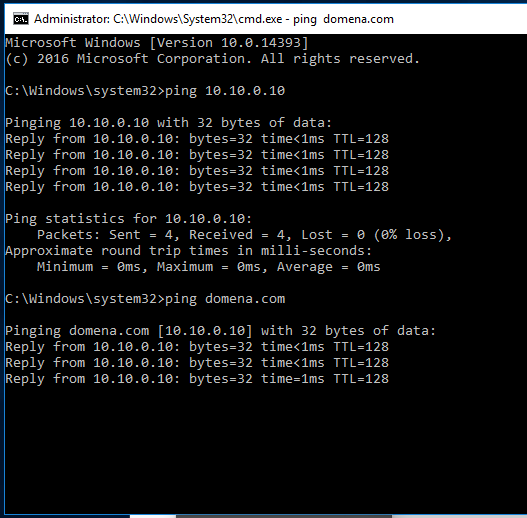 Administrator: C:\Windows\System32\cmd.exe - ping  domena.com
Microsoft Windows [Version 10.0.14393]
(c) 2016 Microsoft Corporation. All rights reserved.
C:\Windows\system32>ping 10.10.0.10
Pinging 10.10.0.10 with 32 bytes of data:
Reply from 10.10.0.10: bytes=32 time<1ms TTL=128
Reply from 10.10.0.10: bytes=32 time<1ms TTL=128
Reply from 10.10.0.10: bytes=32 time<1ms TTL=128
Reply from 10.10.0.10: bytes=32 time<1ms TTL=128
Ping statistics for 10.10.0.10:
    Packets: Sent = 4, Received = 4, Lost = 0 (0% loss),
Approximate round trip times in milli-seconds:
    Minimum = 0ms, Maximum = 0ms, Average = 0ms
C:\Windows\system32>ping domena.com
Pinging domena.com [10.10.0.10] with 32 bytes of data:
Reply from 10.10.0.10: bytes=32 time<1ms TTL=128
Reply from 10.10.0.10: bytes=32 time<1ms TTL=128
Reply from 10.10.0.10: bytes=32 time=1ms TTL=128